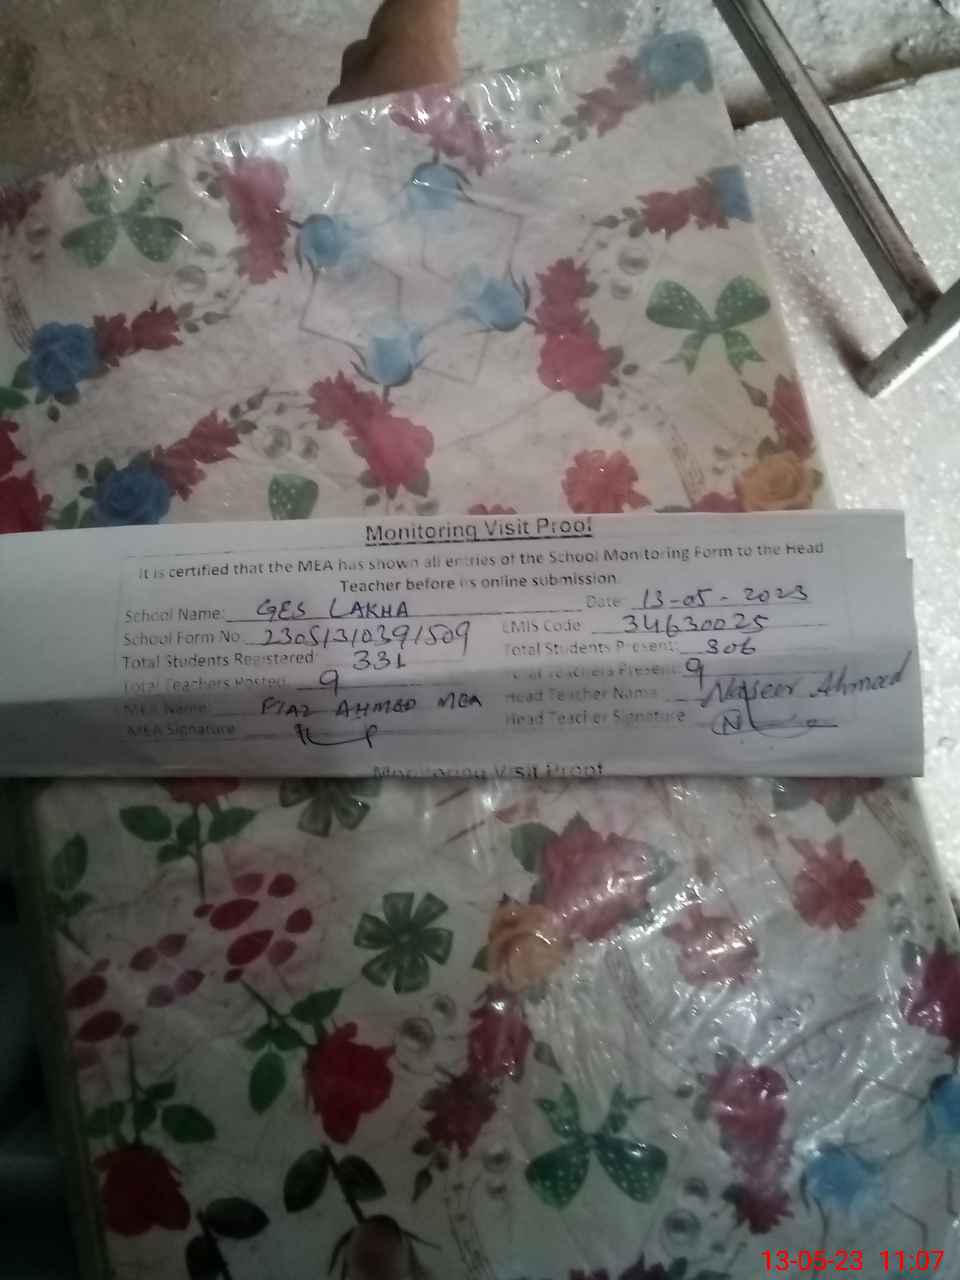 Monitoring Visit Proof
It is certified that the MEA has shown all entries of the School Monitoring Form to the Head
Teacher before its online submission.
School Name: GES LAKHA Date: 13-05-2023
School Form No. 23051310391509 EMIS Code 34630025
Total Students Registered: 331 Total Students Present: 306
Total Teachers Posted: 9 Total Teachers Present: 9
MEA Name: AHMED MEA Head Teacher Name Naseer Ahmad
MEA Signature Head Teacher Signature
Monitoring Visit Proof
13-05-23 11:07